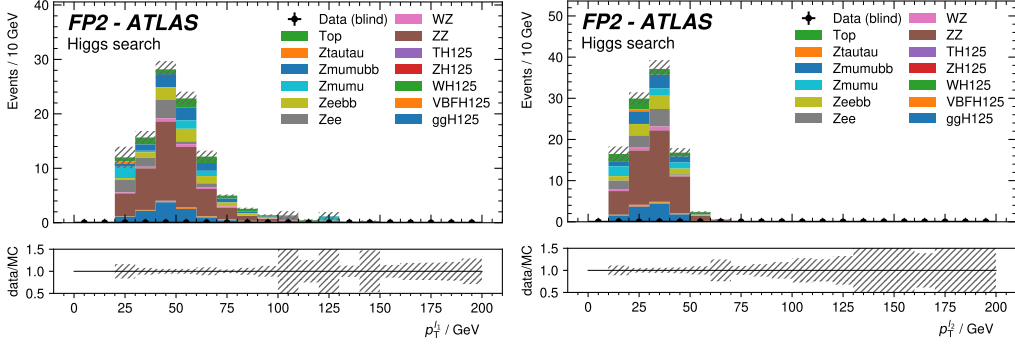 FP2 - ATLAS
Higgs search
Data (blind)
Top
Ztautau
Zmumubb
Zmumu
Zeebb
Zee
WZ
ZZ
TH125
ZH125
WH125
VBFH125
ggH125
Events / 10 GeV
40
30
20
10
0
data/MC
1.5
1.0
0.5
0 25 50 75 100 125 150 175 200
p_T^{l_1} / GeV
FP2 - ATLAS
Higgs search
Data (blind)
Top
Ztautau
Zmumubb
Zmumu
Zeebb
Zee
WZ
ZZ
TH125
ZH125
WH125
VBFH125
ggH125
Events / 10 GeV
50
40
30
20
10
0
data/MC
1.5
1.0
0.5
0 25 50 75 100 125 150 175 200
p_T^{l_2} / GeV